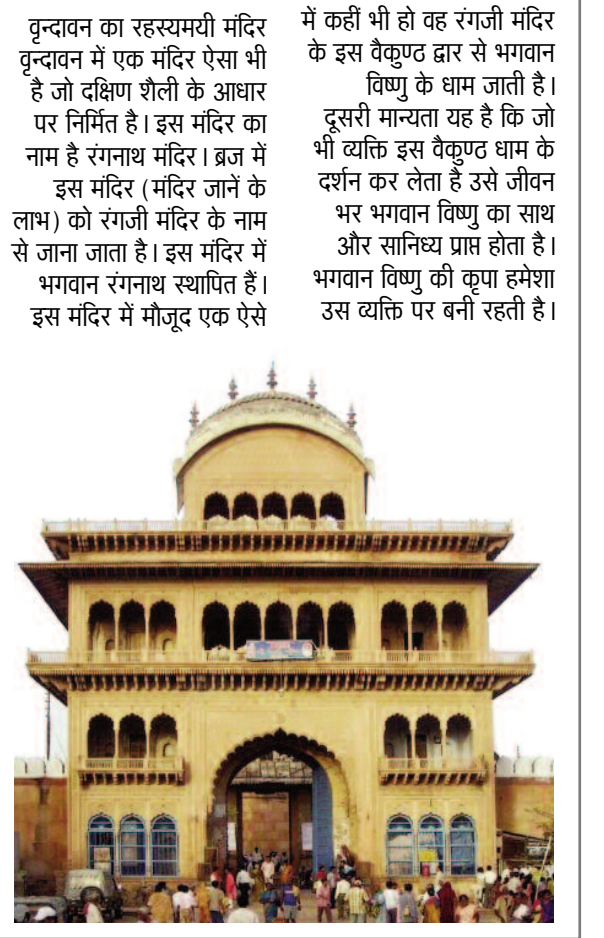 वृन्दावन का रहस्यमयी मंदिर
वृन्दावन में एक मंदिर ऐसा भी
है जो दक्षिण शैली के आधार
पर निर्मित है। इस मंदिर का
नाम है रंगनाथ मंदिर। ब्रज में
इस मंदिर (मंदिर जानें के
लाभ) को रंगजी मंदिर के नाम
से जाना जाता है। इस मंदिर में
भगवान रंगनाथ स्थापित हैं।
इस मंदिर में मौजूद एक ऐसे
में कहीं भी हो वह रंगजी मंदिर
के इस वैकुण्ठ द्वार से भगवान
विष्णु के धाम जाती है।
दूसरी मान्यता यह है कि जो
भी व्यक्ति इस वैकुण्ठ धाम के
दर्शन कर लेता है उसे जीवन
भर भगवान विष्णु का साथ
और सानिध्य प्राप्त होता है।
भगवान विष्णु की कृपा हमेशा
उस व्यक्ति पर बनी रहती है।